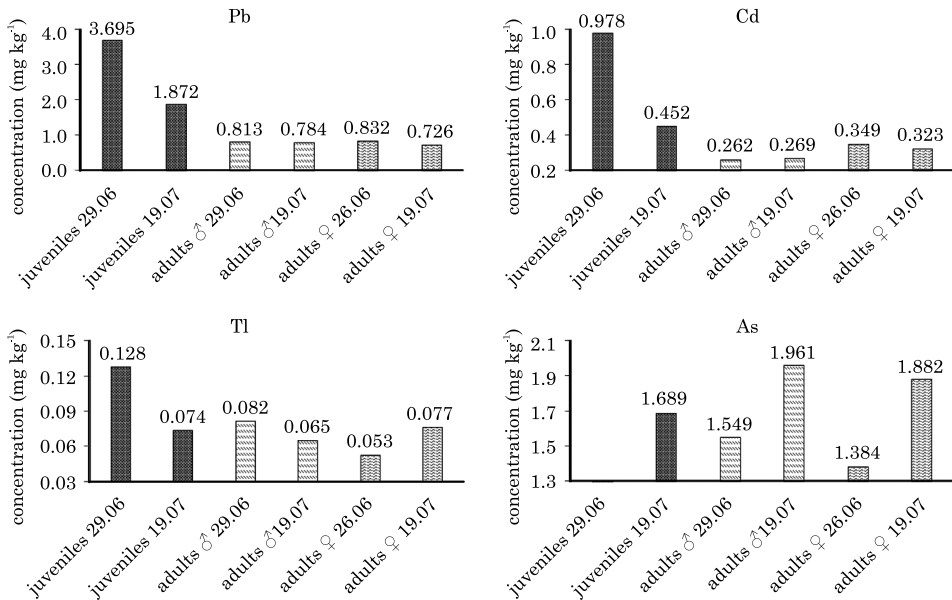 Pb
concentration (mg kg⁻¹)
4.0
3.0
2.0
1.0
0.0
3.695
1.872
0.813
0.784
0.832
0.726
juveniles 29.06
juveniles 19.07
adults ♂ 29.06
adults ♂19.07
adults ♀ 26.06
adults ♀ 19.07
Cd
concentration (mg kg⁻¹)
1.0
0.8
0.6
0.4
0.2
0.978
0.452
0.262
0.269
0.349
0.323
juveniles 29.06
juveniles 19.07
adults ♂ 29.06
adults ♂19.07
adults ♀ 26.06
adults ♀ 19.07
Tl
concentration (mg kg⁻¹)
0.15
0.12
0.09
0.06
0.03
0.128
0.074
0.082
0.065
0.053
0.077
juveniles 29.06
juveniles 19.07
adults ♂ 29.06
adults ♂19.07
adults ♀ 26.06
adults ♀ 19.07
As
concentration (mg kg⁻¹)
2.1
1.9
1.7
1.5
1.3
1.689
1.549
1.961
1.384
1.882
juveniles 29.06
juveniles 19.07
adults ♂ 29.06
adults ♂19.07
adults ♀ 26.06
adults ♀ 19.07